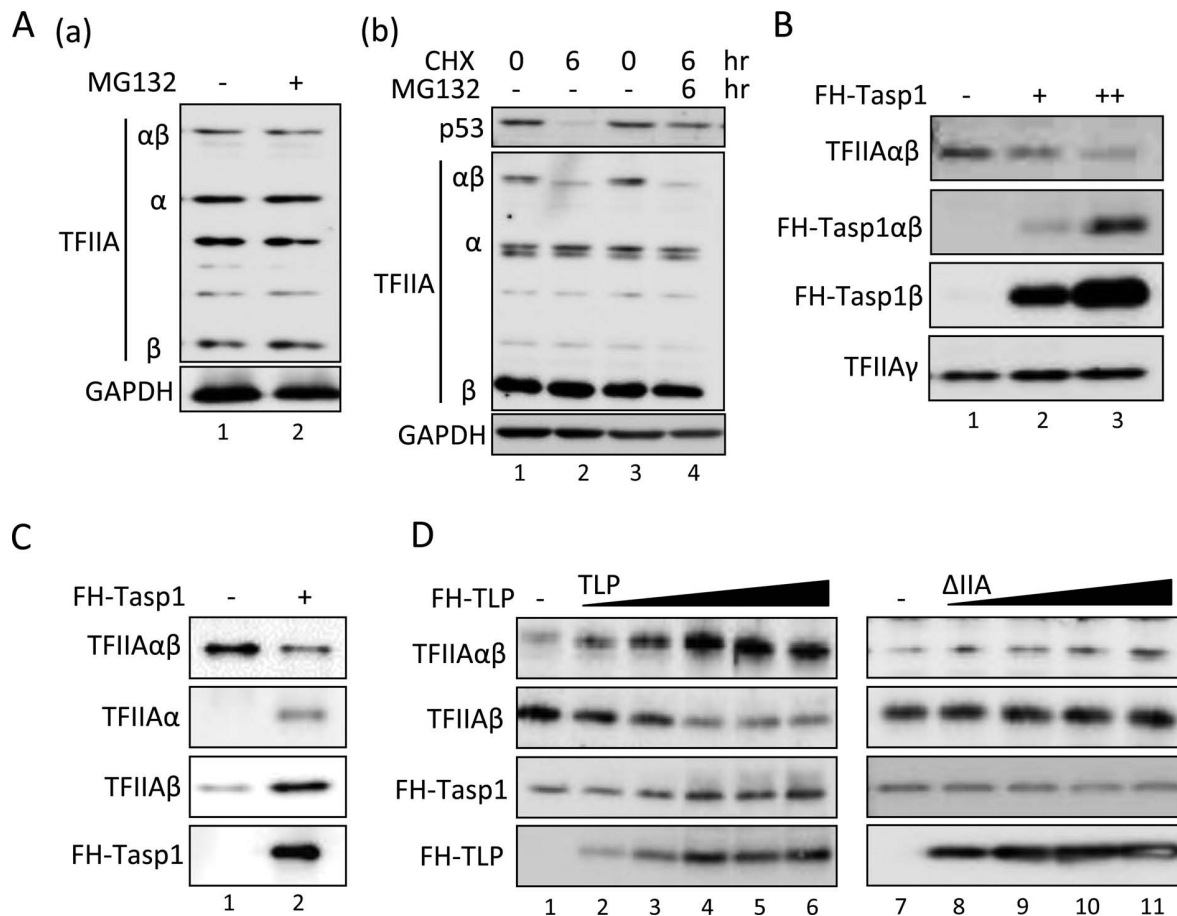 A (a)
MG132 - +
TFIIA
αβ
α
β
GAPDH
1 2
(b)
CHX 0 6 0 6 hr
MG132 - - - 6 hr
p53
TFIIA
αβ
α
β
GAPDH
1 2 3 4
B
FH-Tasp1 - + ++
TFIIAαβ
FH-Tasp1αβ
FH-Tasp1β
TFIIAγ
1 2 3
C
FH-Tasp1 - +
TFIIAαβ
TFIIAα
TFIIAβ
FH-Tasp1
1 2
D
FH-TLP - TLP - ΔIIA
TFIIAαβ
TFIIAβ
FH-Tasp1
FH-TLP
1 2 3 4 5 6 7 8 9 10 11